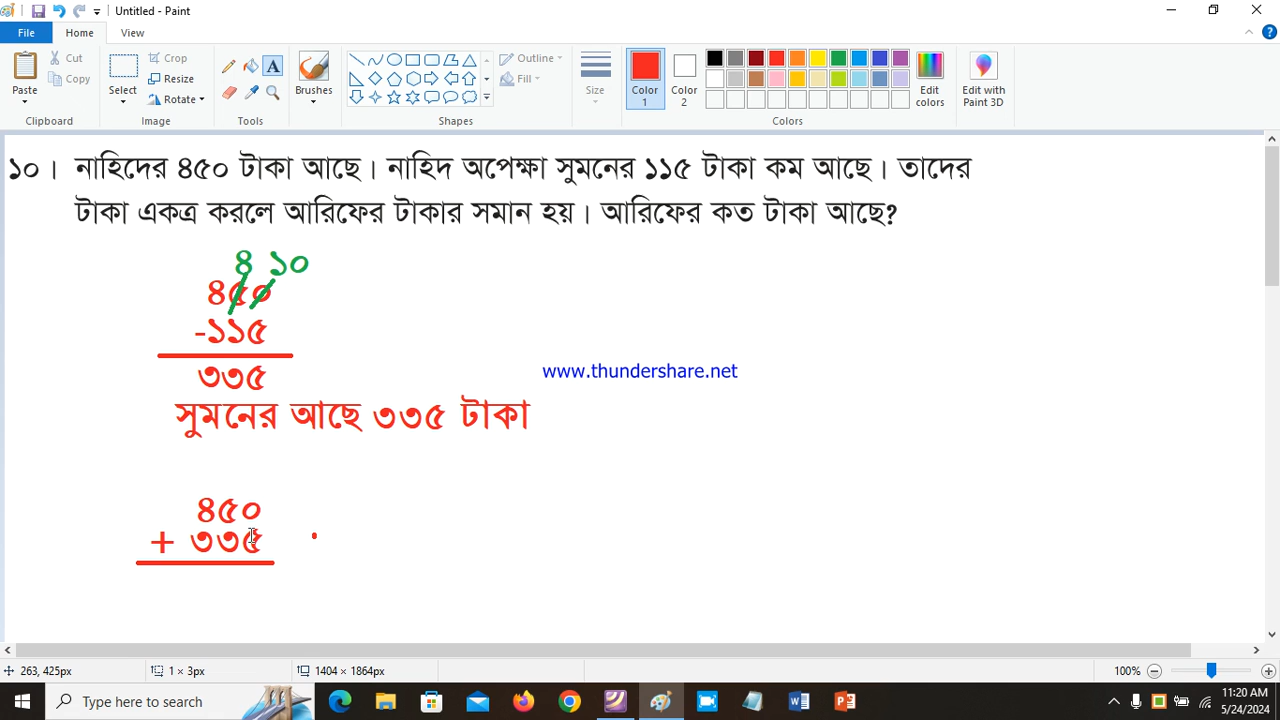 Untitled - Paint
File Home View
Paste
Cut
Copy
Clipboard
Select
Crop
Resize
Rotate
Image
Tools
Brushes
Shapes
Outline
Fill
Size
Color 1
Color 2
Colors
Edit colors
Edit with Paint 3D
১০। নাহিদের ৪৫০ টাকা আছে। নাহিদ অপেক্ষা সুমনের ১১৫ টাকা কম আছে। তাদের
টাকা একত্র করলে আরিফের টাকার সমান হয়। আরিফের কত টাকা আছে?
৪ ১০
৪৫০
-১১৫
৩৩৫
www.thundershare.net
সুমনের আছে ৩৩৫ টাকা
৪৫০
+ ৩৩৫
263, 425px 1 × 3px 1404 × 1864px 100%
Type here to search
11:20 AM
5/24/2024